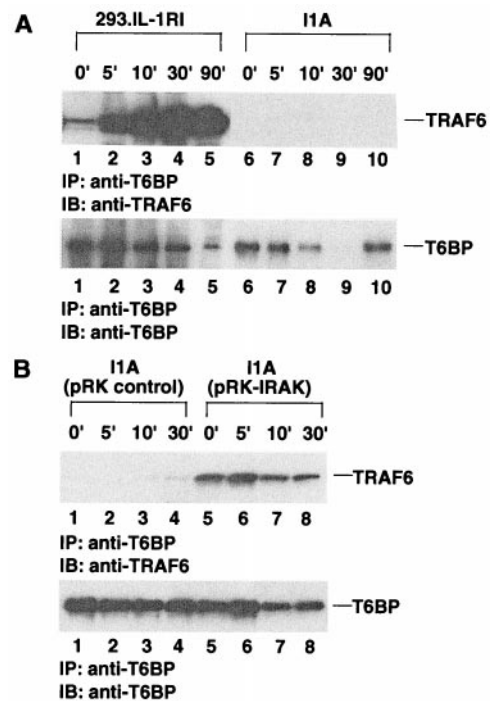 A
293.IL-1RI I1A
0' 5' 10' 30' 90' 0' 5' 10' 30' 90'
—TRAF6
1 2 3 4 5 6 7 8 9 10
IP: anti-T6BP
IB: anti-TRAF6
—T6BP
1 2 3 4 5 6 7 8 9 10
IP: anti-T6BP
IB: anti-T6BP
B
I1A I1A
(pRK control) (pRK-IRAK)
0' 5' 10' 30' 0' 5' 10' 30'
—TRAF6
1 2 3 4 5 6 7 8
IP: anti-T6BP
IB: anti-TRAF6
—T6BP
1 2 3 4 5 6 7 8
IP: anti-T6BP
IB: anti-T6BP